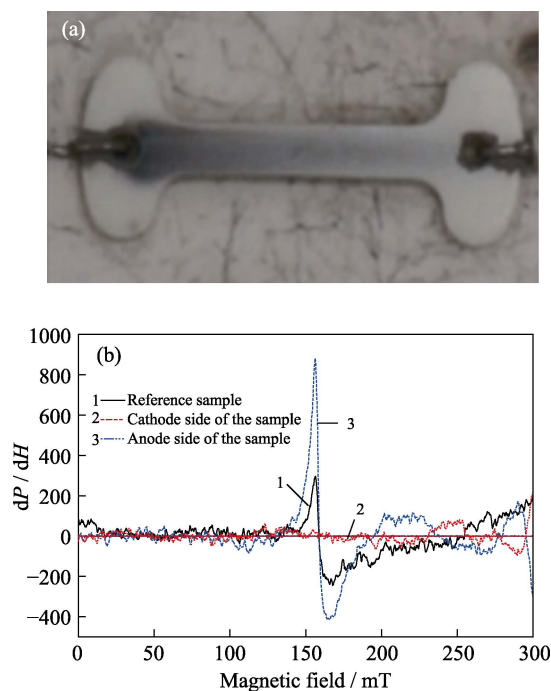 (a)
(b)
1000
800
600
400
200
0
−200
−400
dP / dH
1 Reference sample
2 Cathode side of the sample
3 Anode side of the sample
1
2
3
0 50 100 150 200 250 300
Magnetic field / mT